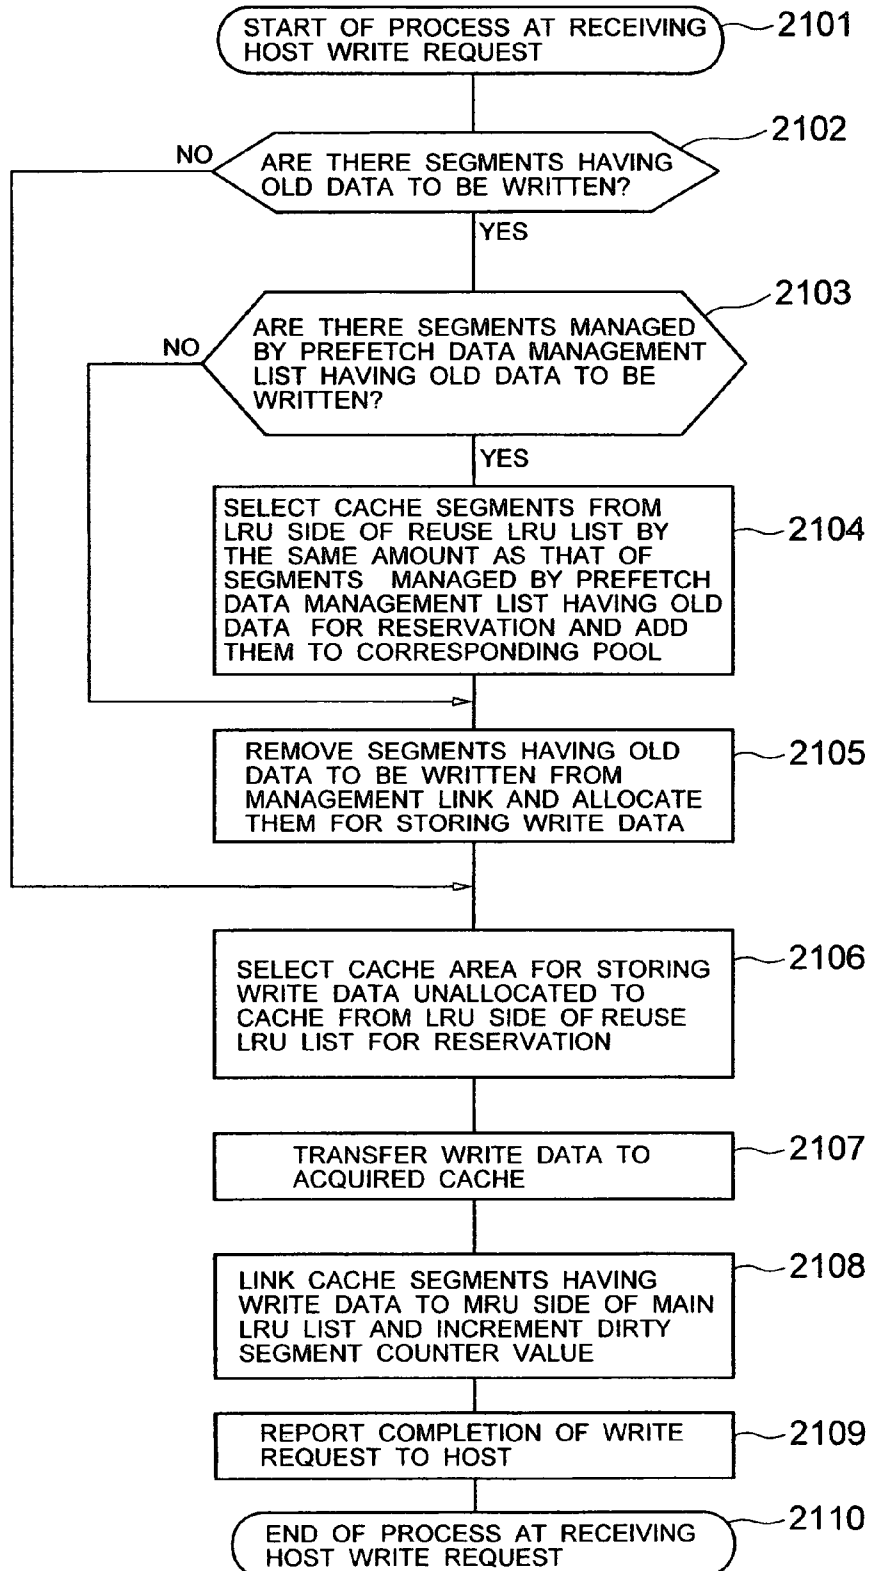 START OF PROCESS AT RECEIVING
HOST WRITE REQUEST
2101
2102
NO
ARE THERE SEGMENTS HAVING
OLD DATA TO BE WRITTEN?
YES
2103
NO
ARE THERE SEGMENTS MANAGED
BY PREFETCH DATA MANAGEMENT
LIST HAVING OLD DATA TO BE
WRITTEN?
YES
SELECT CACHE SEGMENTS FROM
LRU SIDE OF REUSE LRU LIST BY
THE SAME AMOUNT AS THAT OF
SEGMENTS MANAGED BY PREFETCH
DATA MANAGEMENT LIST HAVING OLD
DATA FOR RESERVATION AND ADD
THEM TO CORRESPONDING POOL
2104
REMOVE SEGMENTS HAVING OLD
DATA TO BE WRITTEN FROM
MANAGEMENT LINK AND ALLOCATE
THEM FOR STORING WRITE DATA
2105
SELECT CACHE AREA FOR STORING
WRITE DATA UNALLOCATED TO
CACHE FROM LRU SIDE OF REUSE
LRU LIST FOR RESERVATION
2106
TRANSFER WRITE DATA TO
ACQUIRED CACHE
2107
LINK CACHE SEGMENTS HAVING
WRITE DATA TO MRU SIDE OF MAIN
LRU LIST AND INCREMENT DIRTY
SEGMENT COUNTER VALUE
2108
REPORT COMPLETION OF WRITE
REQUEST TO HOST
2109
END OF PROCESS AT RECEIVING
HOST WRITE REQUEST
2110